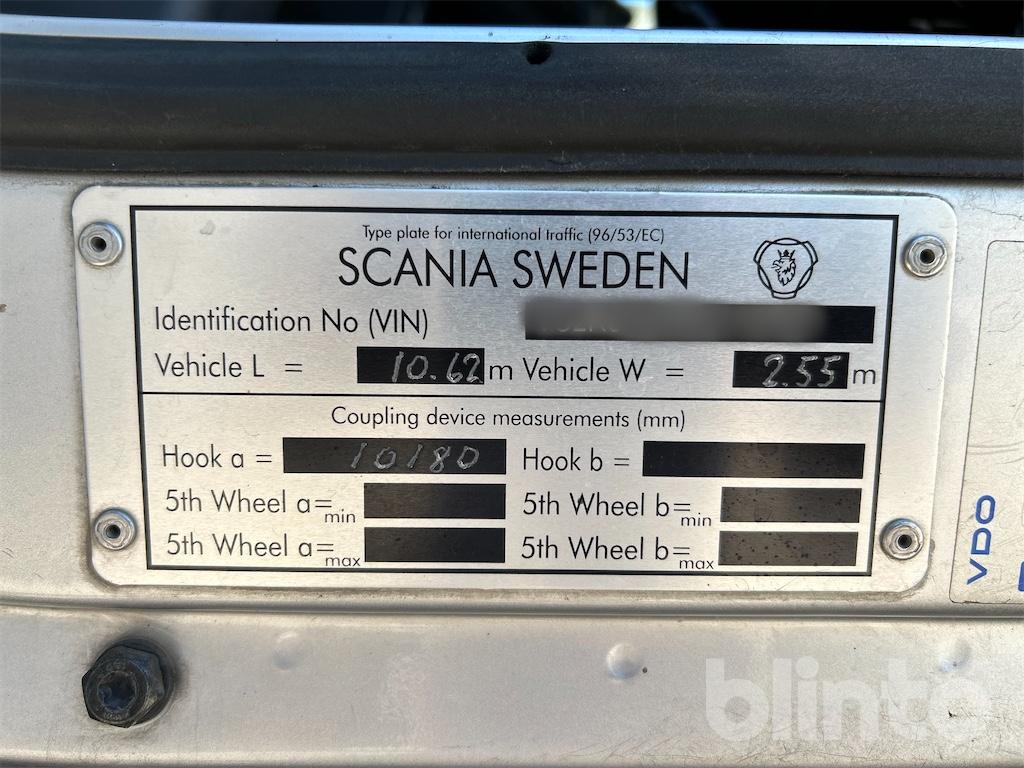 Type plate for international traffic (96/53/EC)
SCANIA SWEDEN
Identification No (VIN)
Vehicle L = 10.62 m Vehicle W = 2.55 m
Coupling device measurements (mm)
Hook a = 10180 Hook b =
5th Wheel a=min 5th Wheel b=min
5th Wheel a=max 5th Wheel b=max
VDO
blinto